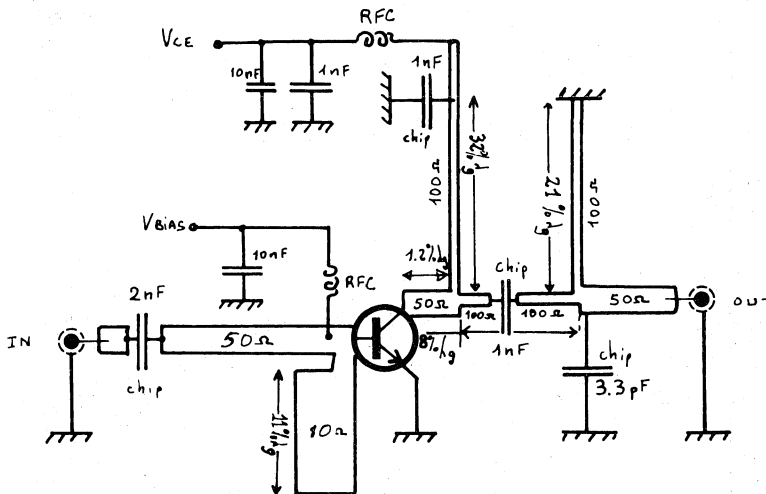 RFC
VCE
10nF
1nF
1nF
chip
32%λg
100Ω
21%λg
100Ω
VBIAS
10nF
RFC
1.2%λg
chip
2nF
IN
chip
50Ω
50Ω
100Ω
100Ω
50Ω
OUT
8%λg
1nF
chip
3.3pF
11%λg
10Ω